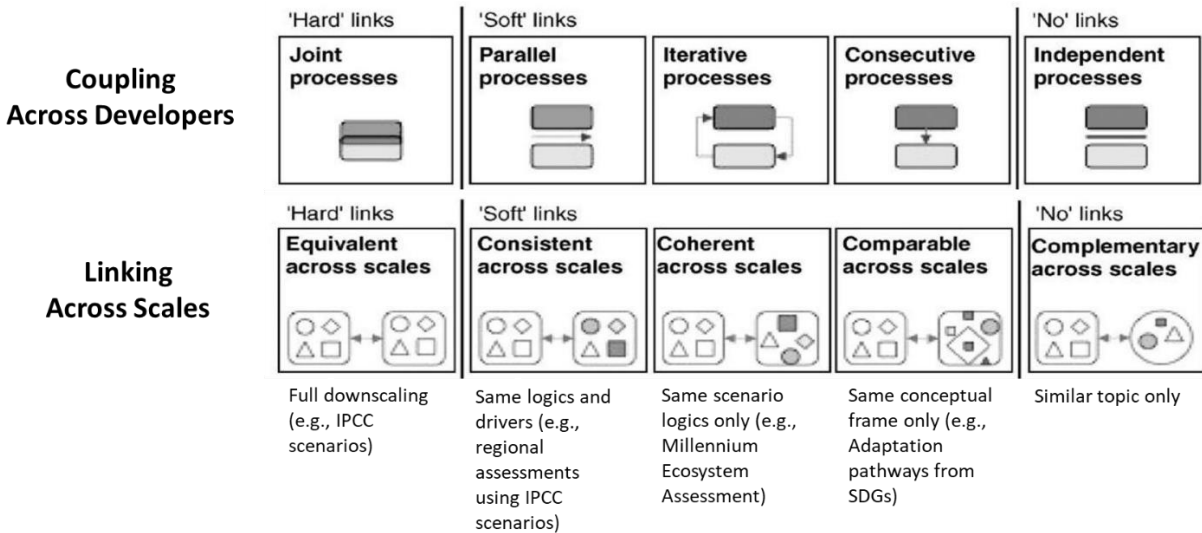 Coupling
Across Developers
'Hard' links
'Soft' links
'No' links
Joint
processes
Parallel
processes
Iterative
processes
Consecutive
processes
Independent
processes
Linking
Across Scales
'Hard' links
'Soft' links
'No' links
Equivalent
across scales
Consistent
across scales
Coherent
across scales
Comparable
across scales
Complementary
across scales
Full downscaling
(e.g., IPCC
scenarios)
Same logics and
drivers (e.g.,
regional
assessments
using IPCC
scenarios)
Same scenario
logics only (e.g.,
Millennium
Ecosystem
Assessment)
Same conceptual
frame only (e.g.,
Adaptation
pathways from
SDGs)
Similar topic only